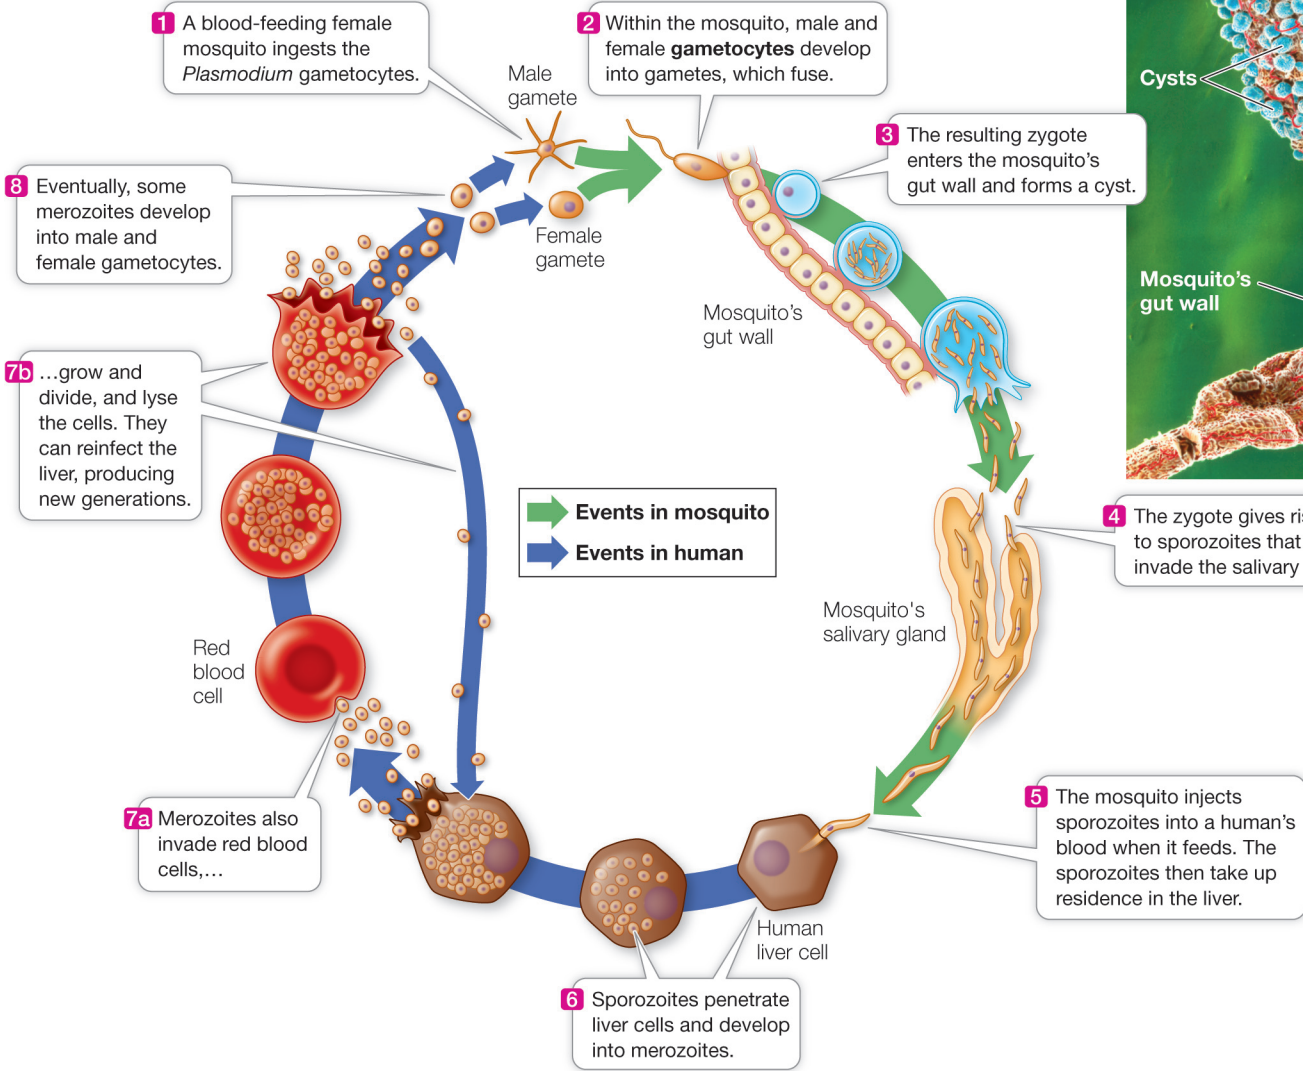 1 A blood-feeding female
mosquito ingests the
Plasmodium gametocytes.
Male
gamete
2 Within the mosquito, male and
female gametocytes develop
into gametes, which fuse.
Cysts
3 The resulting zygote
enters the mosquito's
gut wall and forms a cyst.
8 Eventually, some
merozoites develop
into male and
female gametocytes.
Female
gamete
Mosquito's
gut wall
Mosquito's
gut wall
7b ...grow and
divide, and lyse
the cells. They
can reinfect the
liver, producing
new generations.
Events in mosquito
Events in human
4 The zygote gives
to sporozoites that
invade the salivary
Mosquito's
salivary gland
Red
blood
cell
5 The mosquito injects
sporozoites into a human's
blood when it feeds. The
sporozoites then take up
residence in the liver.
7a Merozoites also
invade red blood
cells,...
Human
liver cell
6 Sporozoites penetrate
liver cells and develop
into merozoites.